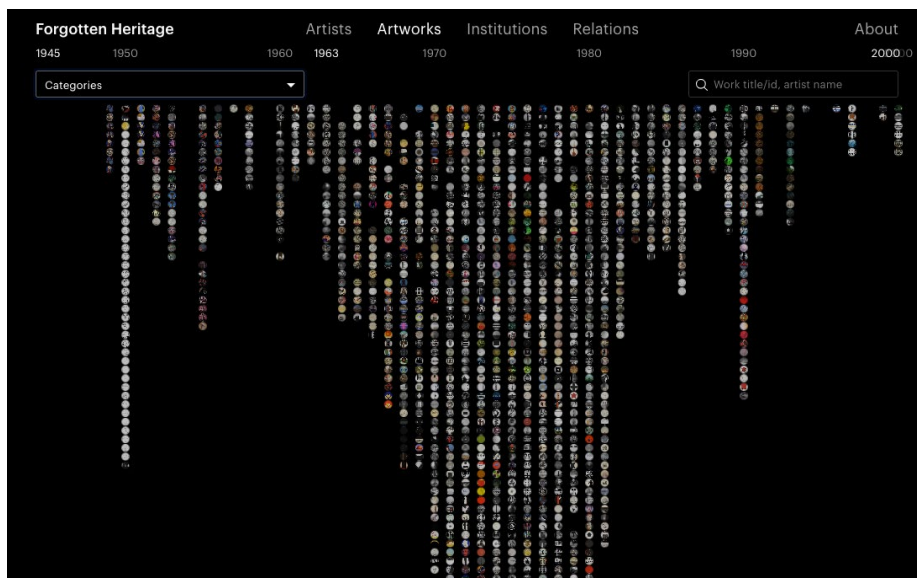 Forgotten Heritage Artists Artworks Institutions Relations About
1945 1950 1960 1963 1970 1980 1990 2000
Categories Work title/id, artist name